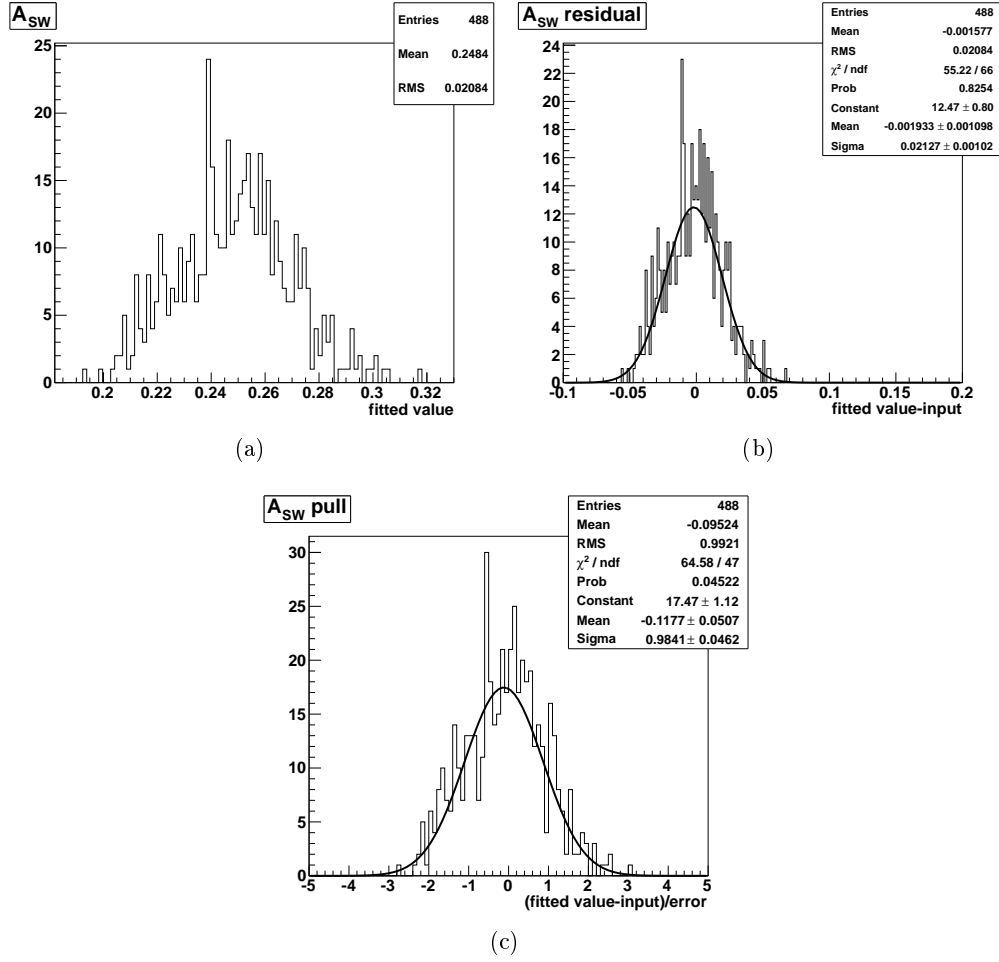 A_SW
Entries 488
Mean 0.2484
RMS 0.02084
25
20
15
10
5
0
0.2 0.22 0.24 0.26 0.28 0.3 0.32
fitted value
(a)
A_SW residual
Entries 488
Mean -0.001577
RMS 0.02084
χ² / ndf 55.22 / 66
Prob 0.8254
Constant 12.47 ± 0.80
Mean -0.001933 ± 0.001098
Sigma 0.02127 ± 0.00102
24
22
20
18
16
14
12
10
8
6
4
2
0
-0.1 -0.05 0 0.05 0.1 0.15 0.2
fitted value-input
(b)
A_SW pull
Entries 488
Mean -0.09524
RMS 0.9921
χ² / ndf 64.58 / 47
Prob 0.04522
Constant 17.47 ± 1.12
Mean -0.1177 ± 0.0507
Sigma 0.9841 ± 0.0462
30
25
20
15
10
5
0
-5 -4 -3 -2 -1 0 1 2 3 4 5
(fitted value-input)/error
(c)